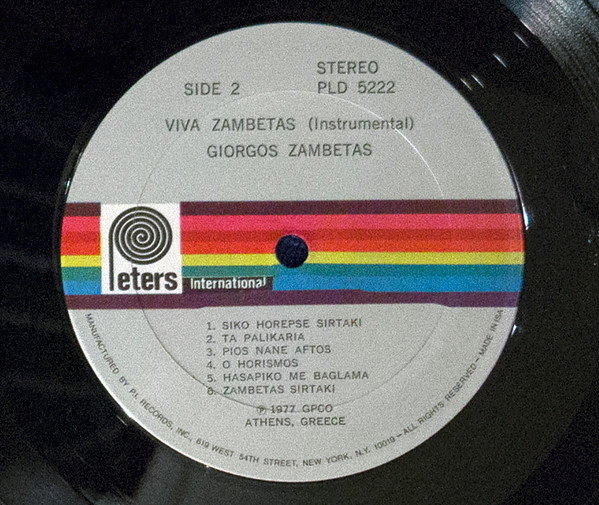 SIDE 2
STEREO
PLD 5222
VIVA ZAMBETAS (Instrumental)
GIORGOS ZAMBETAS
Peters
International
1. SIKO HOREPSE SIRTAKI
2. TA PALIKARIA
3. PIOS NANE AFTOS
4. O HORISMOS
5. HASAPIKO ME BAGLAMA
6. ZAMBETAS SIRTAKI
℗ 1977 GPCO
ATHENS, GREECE
MANUFACTURED BY P.I. RECORDS, INC., 619 WEST 54TH STREET, NEW YORK, N.Y. 10019 – ALL RIGHTS RESERVED – MADE IN USA